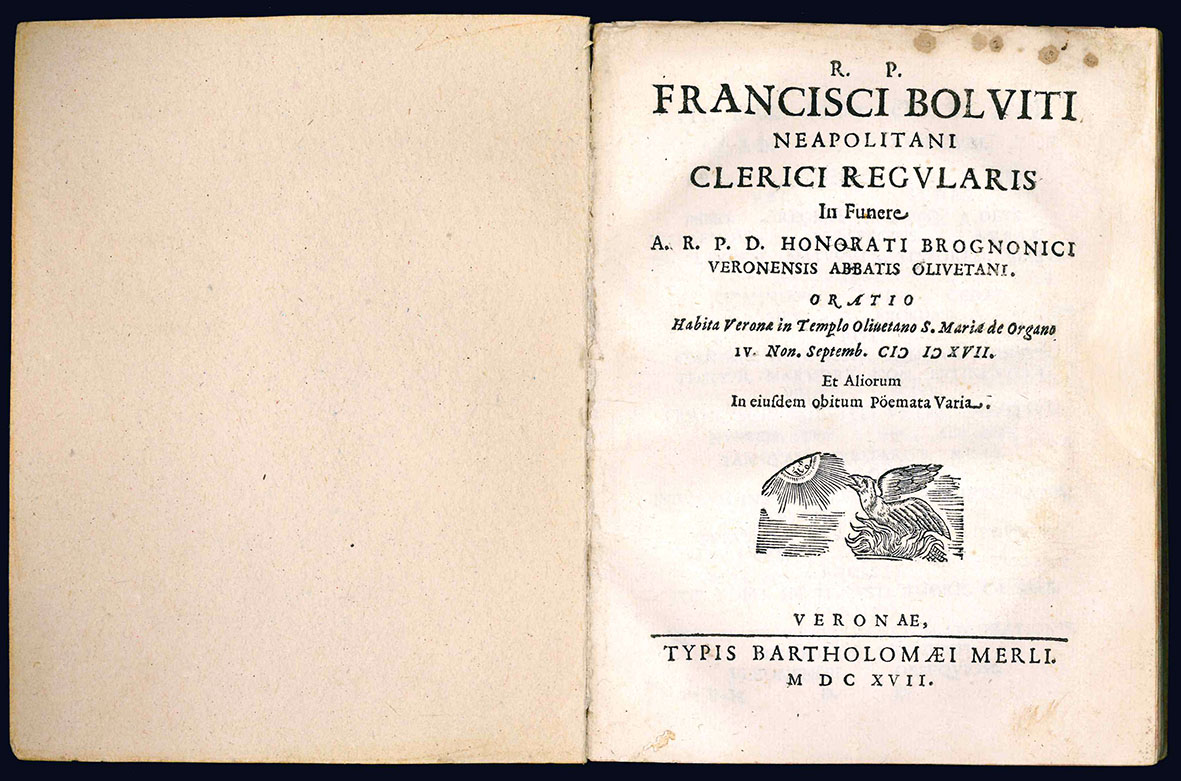 R. P.
FRANCISCI BOLVITI
NEAPOLITANI
CLERICI REGVLARIS
In Funere
A. R. P. D. HONORATI BROGNONICI
VERONENSIS ABBATIS OLIVETANI.
ORATIO
Habita Veronæ in Templo Oliuetano S. Mariæ de Organo
IV. Non. Septemb. CIↃ IↃ XVII.
Et Aliorum
In eiuſdem obitum Pöemata Varia.
VERONAE,
TYPIS BARTHOLOMÆI MERLI.
M DC XVII.